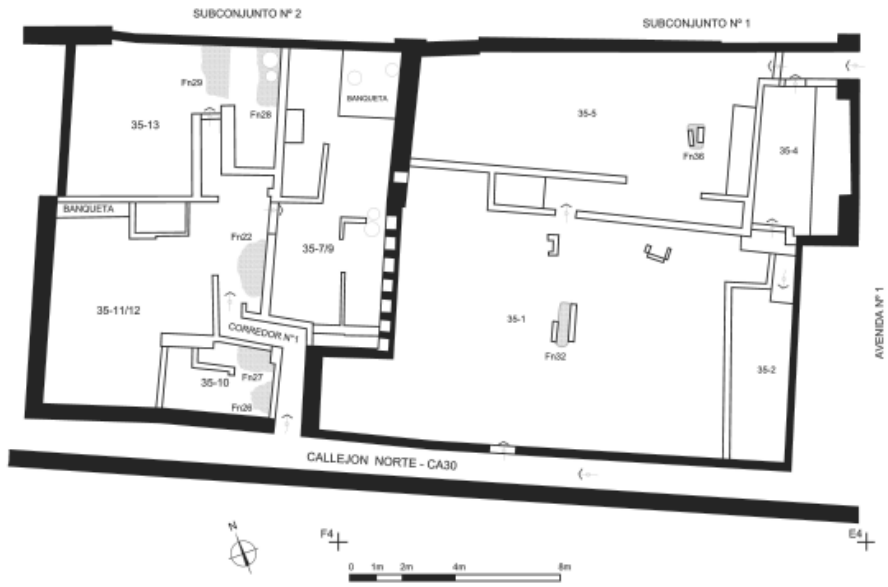 SUBCONJUNTO Nº 2
SUBCONJUNTO Nº 1
Fn29
BANQUETA
35-13
Fn28
35-5
Fn36
35-4
BANQUETA
Fn22
35-7/9
35-11/12
35-1
CORREDOR Nº1
Fn32
35-2
AVENIDA Nº 1
35-10
Fn27
Fn26
CALLEJON NORTE - CA30
N
F4
E4
0 1m 2m 4m 8m